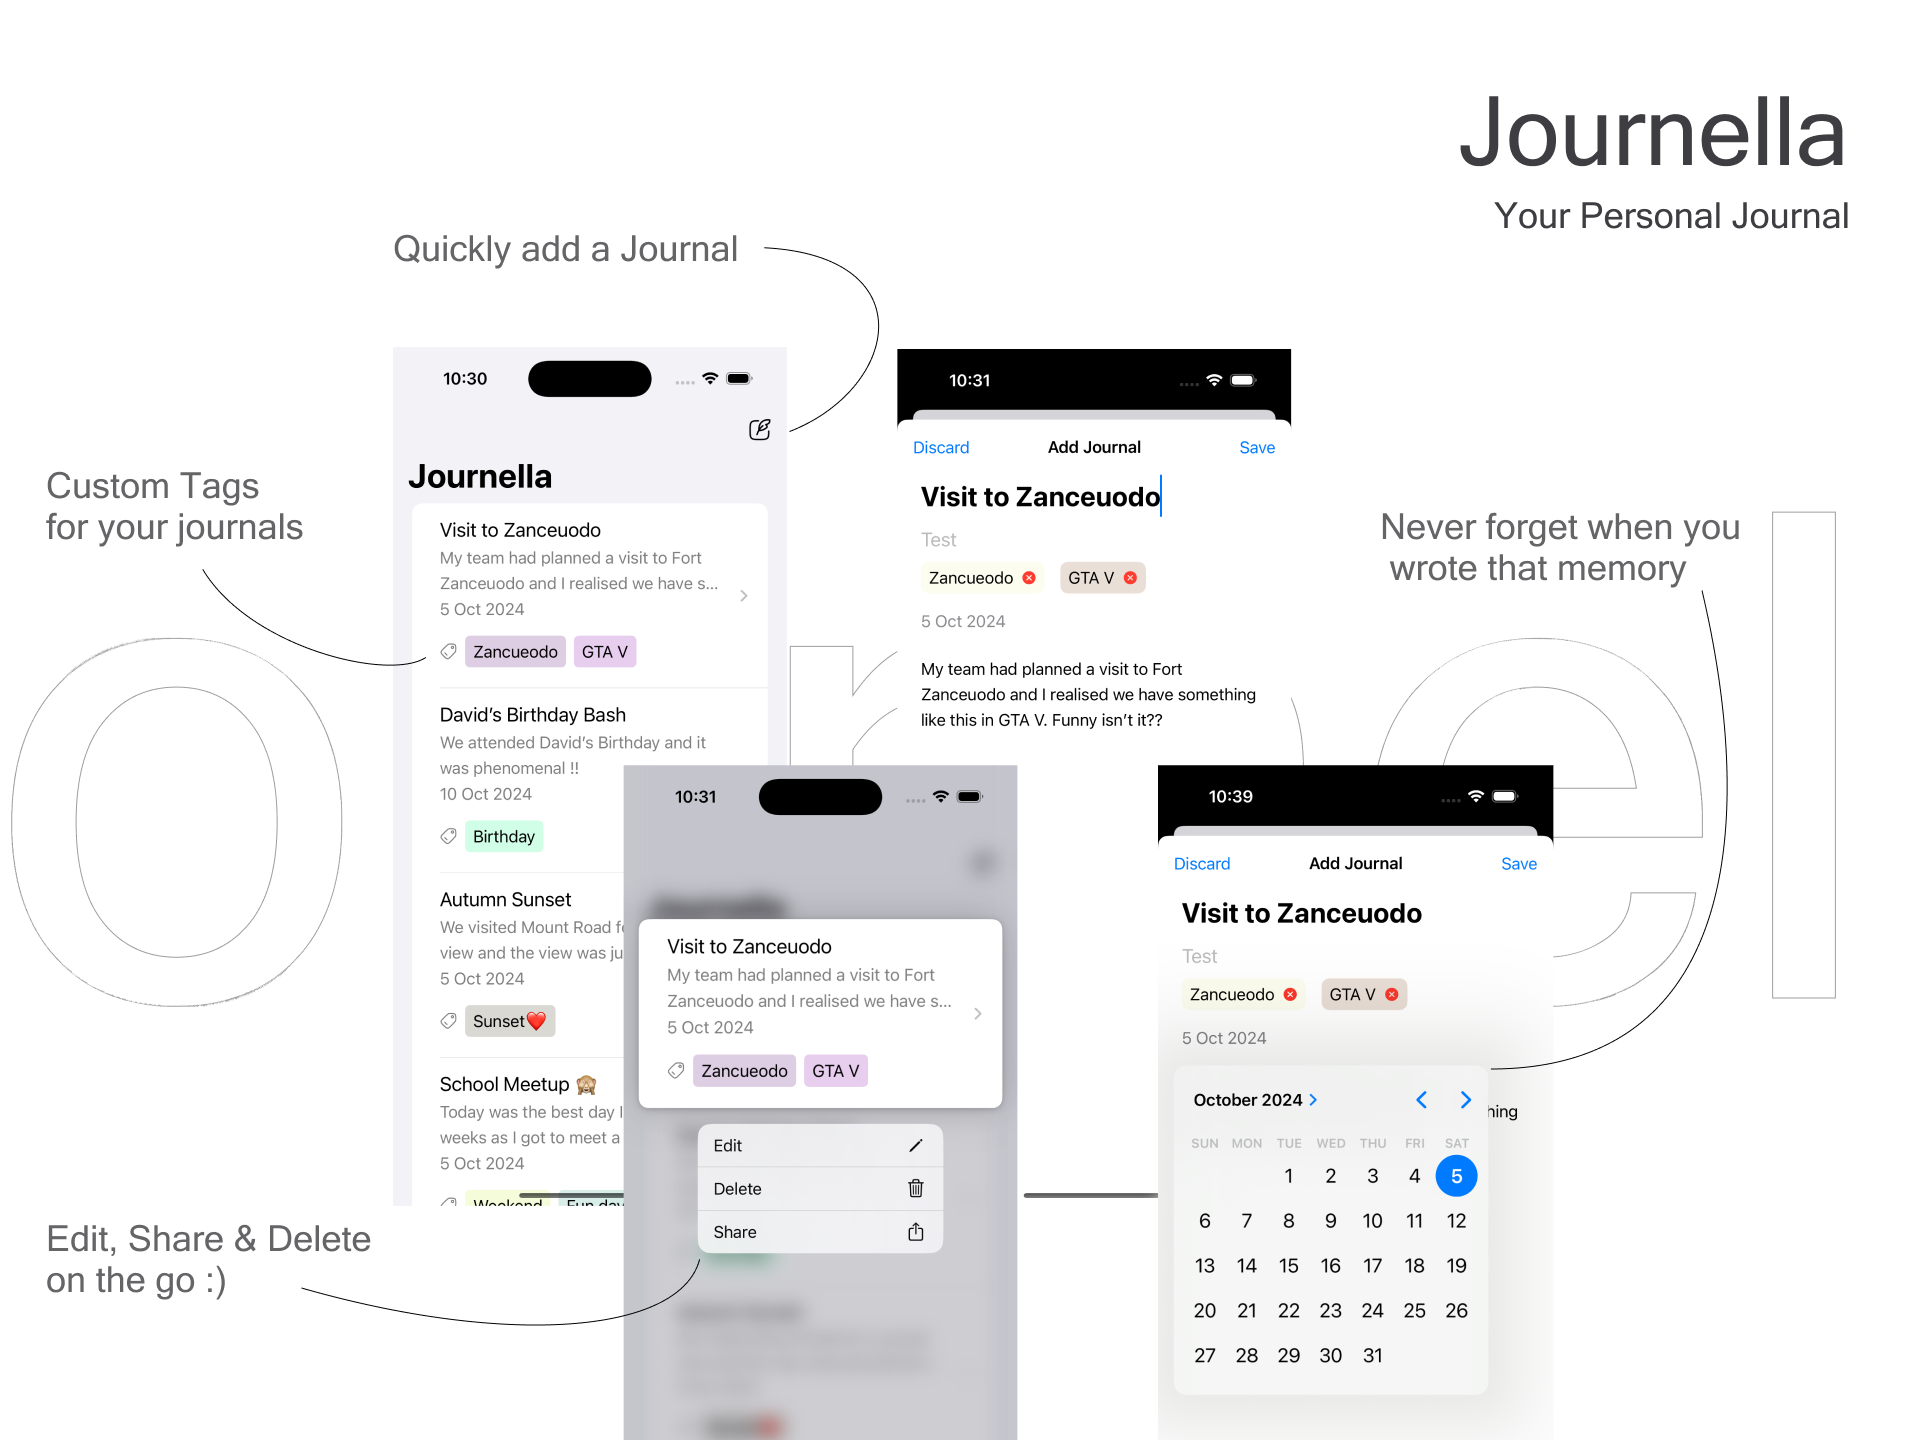 Journella
Your Personal Journal
Quickly add a Journal
Custom Tags
for your journals
10:30
Journella
Visit to Zanceuodo
My team had planned a visit to Fort
Zanceuodo and I realised we have s...
5 Oct 2024
Zancueodo GTA V
David's Birthday Bash
We attended David's Birthday and it
was phenomenal !!
10 Oct 2024
Birthday
Autumn Sunset
We visited Mount Road
view and the view was
5 Oct 2024
Sunset❤️
School Meetup 🙈
Today was the best day
weeks as I got to meet a
5 Oct 2024
Weekend Fun day
10:31
Discard Add Journal Save
Visit to Zanceuodo
Test
Zancueodo GTA V
5 Oct 2024
My team had planned a visit to Fort
Zanceuodo and I realised we have something
like this in GTA V. Funny isn't it??
Never forget when you
wrote that memory
10:31
Journella
Visit to Zanceuodo
My team had planned a visit to Fort
Zanceuodo and I realised we have s...
5 Oct 2024
Zancueodo GTA V
Edit
Delete
Share
Edit, Share & Delete
on the go :)
10:39
Discard Add Journal Save
Visit to Zanceuodo
Test
Zancueodo GTA V
5 Oct 2024
hing
October 2024
SUN MON TUE WED THU FRI SAT
1 2 3 4 5
6 7 8 9 10 11 12
13 14 15 16 17 18 19
20 21 22 23 24 25 26
27 28 29 30 31
o r e l